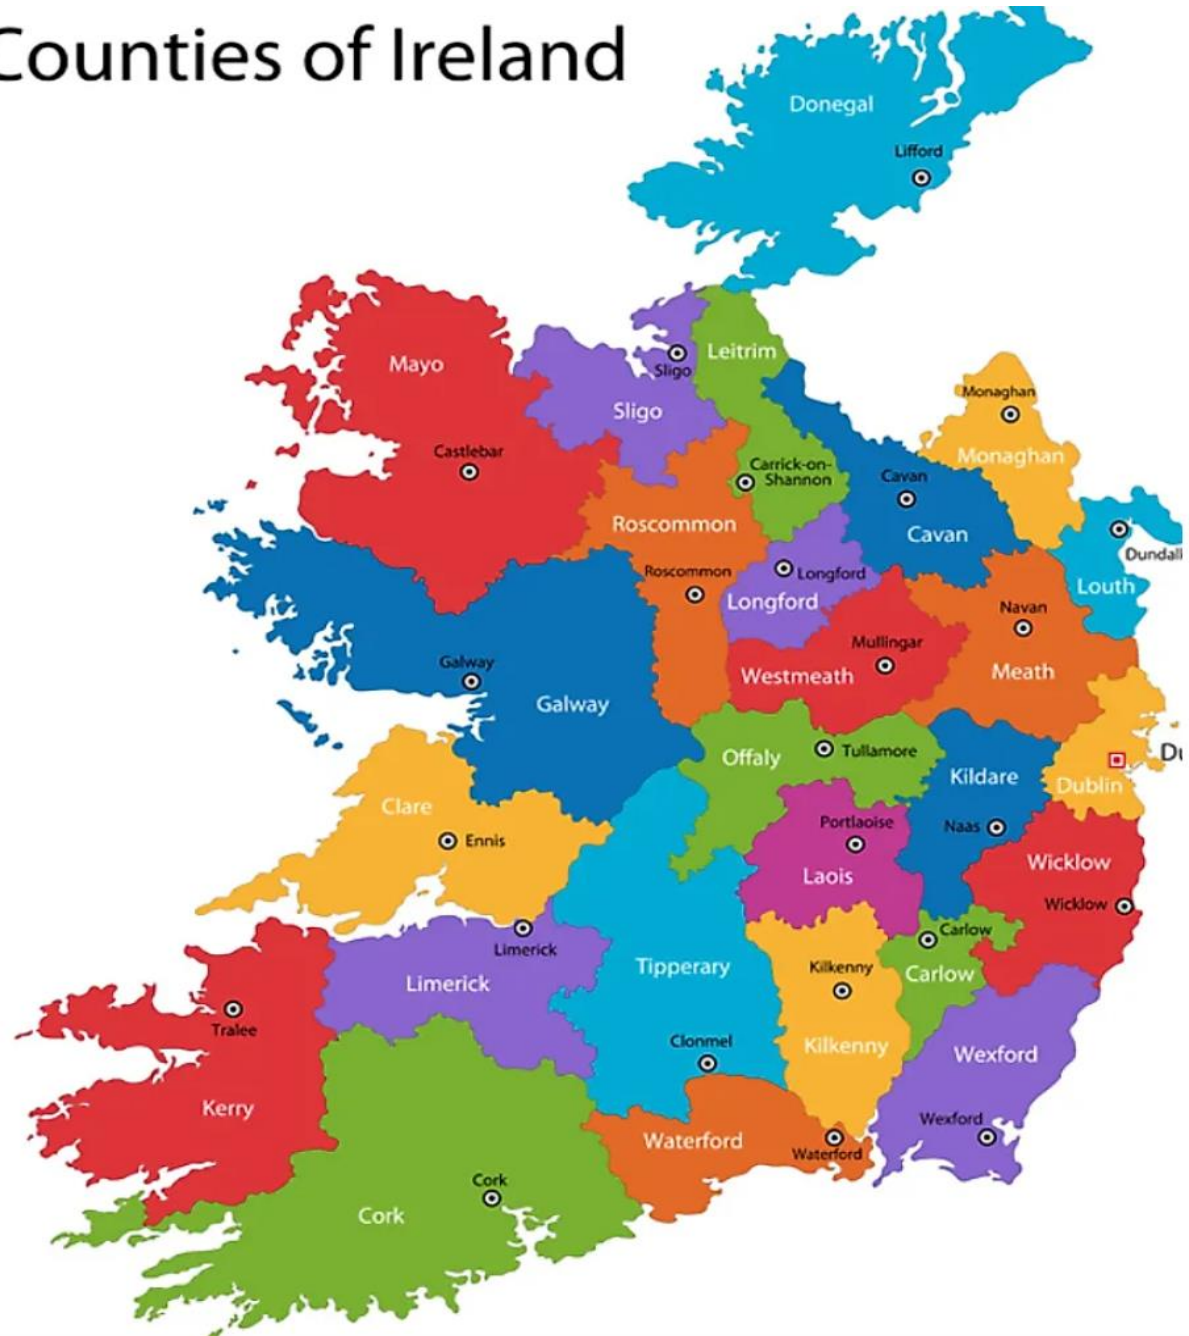 Counties of Ireland
Donegal
Lifford
Mayo
Sligo
Leitrim
Sligo
Monaghan
Castlebar
Monaghan
Carrick-on-
Shannon
Cavan
Roscommon
Cavan
Dundalk
Roscommon
Longford
Louth
Longford
Navan
Mullingar
Galway
Westmeath
Meath
Galway
Offaly
Tullamore
Du
Kildare
Dublin
Clare
Portlaoise
Naas
Ennis
Wicklow
Laois
Wicklow
Carlow
Limerick
Tipperary
Kilkenny
Carlow
Limerick
Tralee
Clonmel
Kilkenny
Wexford
Kerry
Wexford
Waterford
Waterford
Cork
Cork